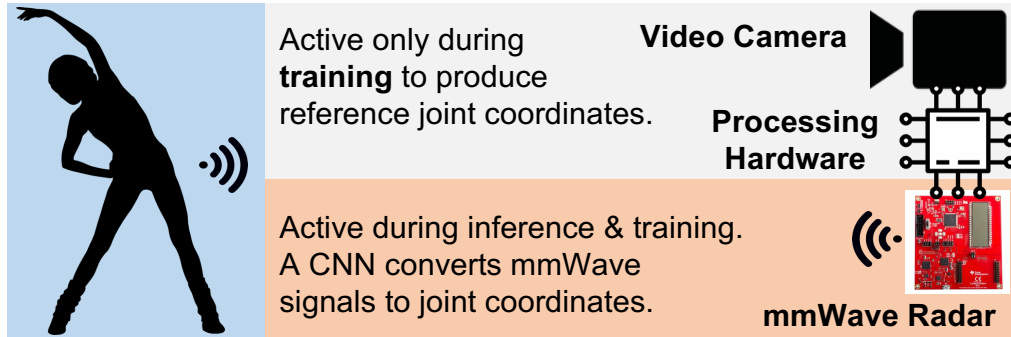 Active only during
training to produce
reference joint coordinates.
Video Camera
Processing
Hardware
Active during inference & training.
A CNN converts mmWave
signals to joint coordinates.
mmWave Radar